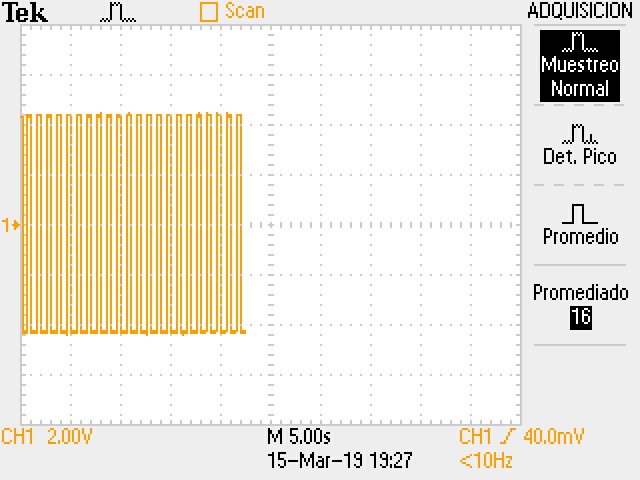 Tek
Scan
ADQUISICION
Muestreo
Normal
Det. Pico
Promedio
Promediado
16
1
CH1 2.00V
M 5.00s
CH1 40.0mV
15-Mar-19 19:27
<10Hz